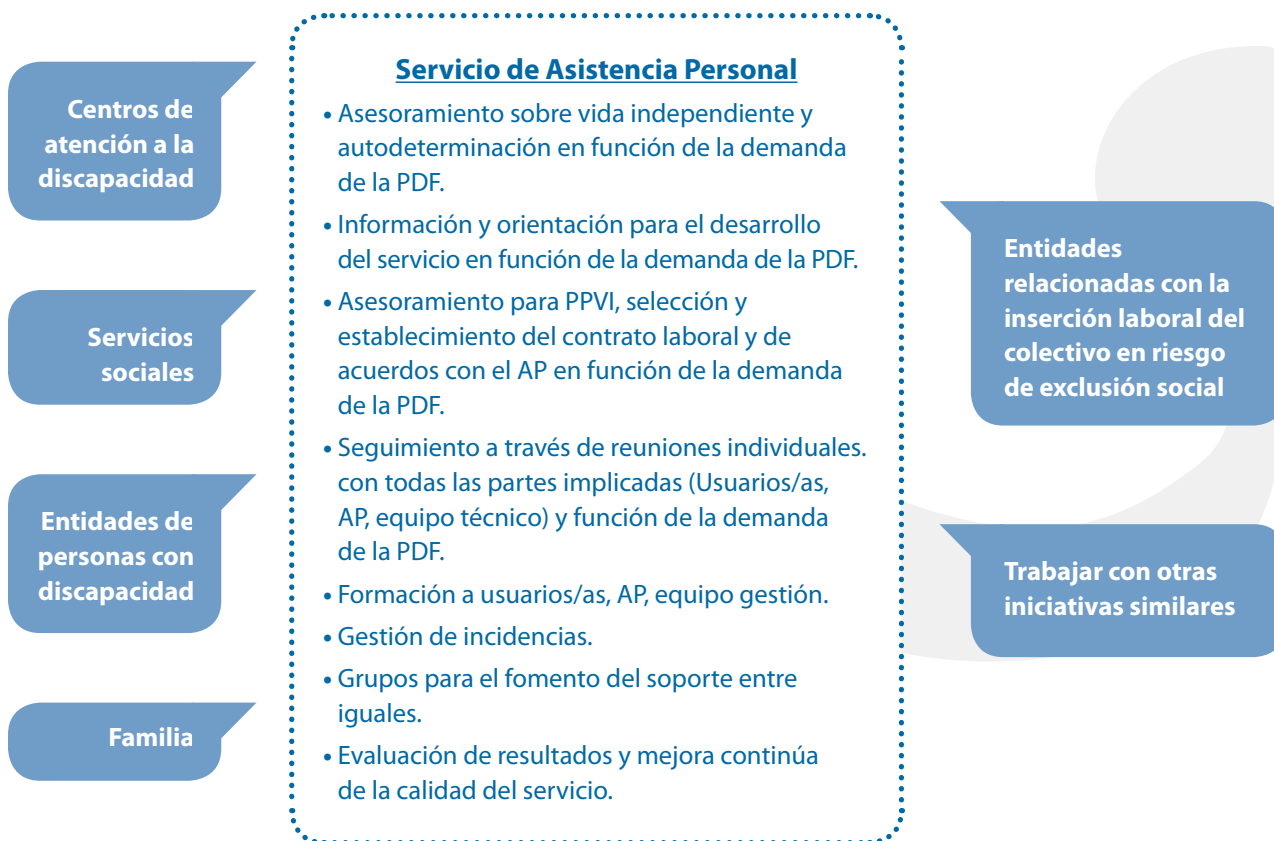 Centros de
atención a la
discapacidad
Servicios
sociales
Entidades de
personas con
discapacidad
Familia
Servicio de Asistencia Personal
• Asesoramiento sobre vida independiente y
autodeterminación en función de la demanda
de la PDF.
• Información y orientación para el desarrollo
del servicio en función de la demanda de la PDF.
• Asesoramiento para PPVI, selección y
establecimiento del contrato laboral y de
acuerdos con el AP en función de la demanda
de la PDF.
• Seguimiento a través de reuniones individuales.
con todas las partes implicadas (Usuarios/as,
AP, equipo técnico) y función de la demanda
de la PDF.
• Formación a usuarios/as, AP, equipo gestión.
• Gestión de incidencias.
• Grupos para el fomento del soporte entre
iguales.
• Evaluación de resultados y mejora continúa
de la calidad del servicio.
Entidades
relacionadas con la
inserción laboral del
colectivo en riesgo
de exclusión social
Trabajar con otras
iniciativas similares